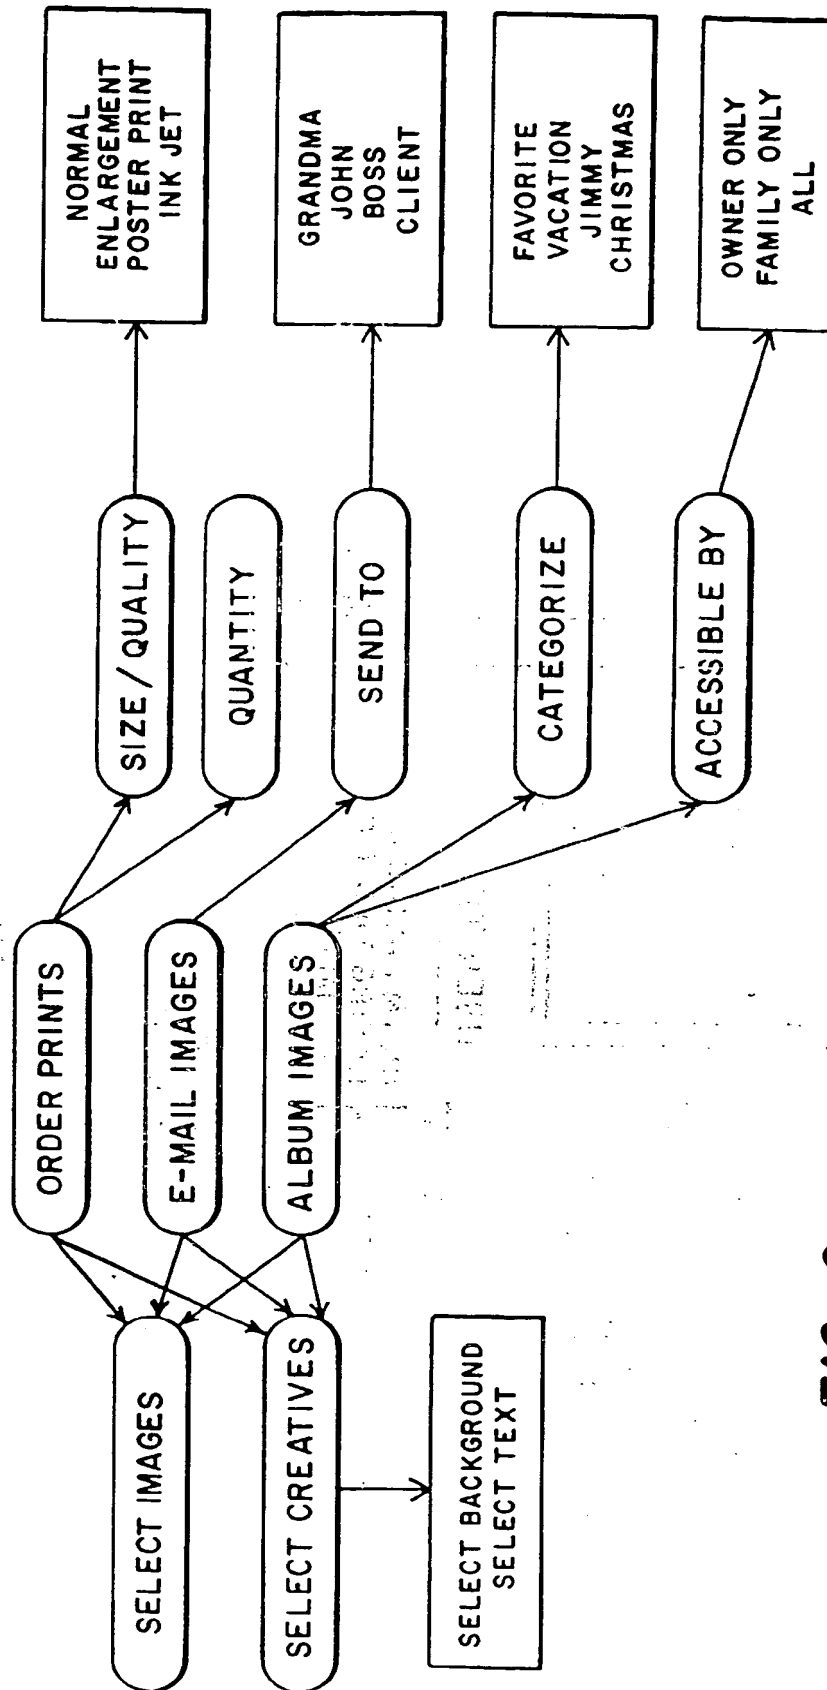 SELECT IMAGES
SELECT CREATIVES
SELECT BACKGROUND
SELECT TEXT
ORDER PRINTS
E-MAIL IMAGES
ALBUM IMAGES
SIZE / QUALITY
QUANTITY
SEND TO
CATEGORIZE
ACCESSIBLE BY
NORMAL
ENLARGEMENT
POSTER PRINT
INK JET
GRANDMA
JOHN
BOSS
CLIENT
FAVORITE
VACATION
JIMMY
CHRISTMAS
OWNER ONLY
FAMILY ONLY
ALL